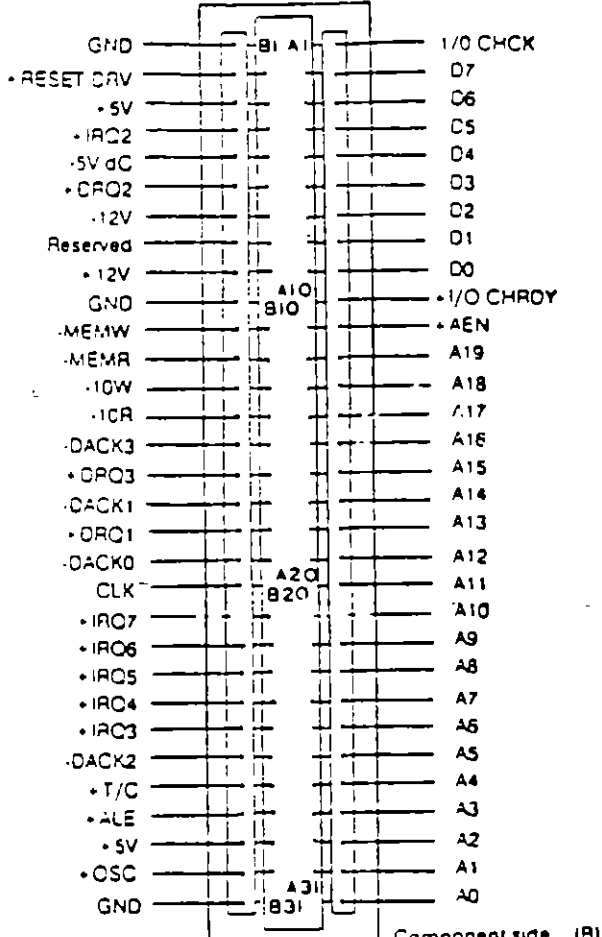 GND B1 A1 I/O CHCK
+RESET DRV D7
+5V D6
+IRQ2 D5
-5V dC D4
+DRQ2 D3
-12V D2
Reserved D1
+12V D0
GND A10 B10 +I/O CHRDY
-MEMW +AEN
-MEMR A19
-IOW A18
-IOR A17
-DACK3 A16
+DRQ3 A15
-DACK1 A14
+DRQ1 A13
-DACK0 A12
CLK A20 B20 A11
+IRQ7 A10
+IRQ6 A9
+IRQ5 A8
+IRQ4 A7
+IRQ3 A6
-DACK2 A5
+T/C A4
+ALE A3
+5V A2
+OSC A1
GND A31 B31 A0
Component side (B)